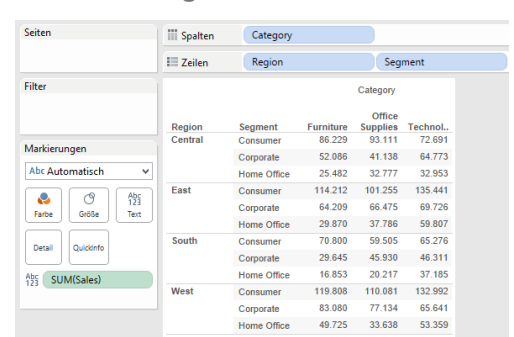 Seiten
Spalten Category
Zeilen Region Segment
Filter
Markierungen
Abc Automatisch
Farbe Größe Abc 123 Text
Detail QuickInfo
Abc 123 SUM(Sales)
Category
Region Segment Furniture Office Supplies Technol..
Central Consumer 86.229 93.111 72.691
Corporate 52.086 41.138 64.773
Home Office 25.482 32.777 32.953
East Consumer 114.212 101.255 135.441
Corporate 64.209 66.475 69.726
Home Office 29.870 37.786 59.807
South Consumer 70.800 59.505 65.276
Corporate 29.645 45.930 46.311
Home Office 16.853 20.217 37.185
West Consumer 119.808 110.081 132.992
Corporate 83.080 77.134 65.641
Home Office 49.725 33.638 53.359